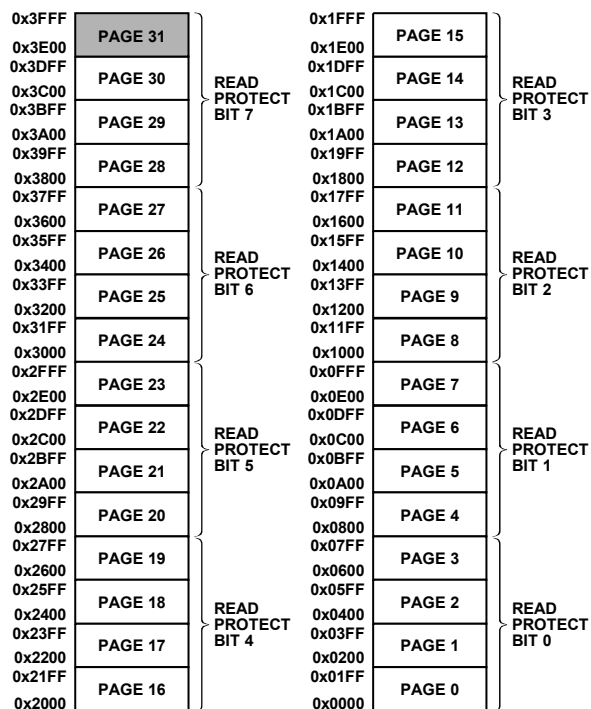 0x3FFF
PAGE 31
0x3E00
0x3DFF
PAGE 30
0x3C00
0x3BFF
PAGE 29
0x3A00
0x39FF
PAGE 28
0x3800
READ
PROTECT
BIT 7
0x37FF
PAGE 27
0x3600
0x35FF
PAGE 26
0x3400
0x33FF
PAGE 25
0x3200
0x31FF
PAGE 24
0x3000
READ
PROTECT
BIT 6
0x2FFF
PAGE 23
0x2E00
0x2DFF
PAGE 22
0x2C00
0x2BFF
PAGE 21
0x2A00
0x29FF
PAGE 20
0x2800
READ
PROTECT
BIT 5
0x27FF
PAGE 19
0x2600
0x25FF
PAGE 18
0x2400
0x23FF
PAGE 17
0x2200
0x21FF
PAGE 16
0x2000
READ
PROTECT
BIT 4
0x1FFF
PAGE 15
0x1E00
0x1DFF
PAGE 14
0x1C00
0x1BFF
PAGE 13
0x1A00
0x19FF
PAGE 12
0x1800
READ
PROTECT
BIT 3
0x17FF
PAGE 11
0x1600
0x15FF
PAGE 10
0x1400
0x13FF
PAGE 9
0x1200
0x11FF
PAGE 8
0x1000
READ
PROTECT
BIT 2
0x0FFF
PAGE 7
0x0E00
0x0DFF
PAGE 6
0x0C00
0x0BFF
PAGE 5
0x0A00
0x09FF
PAGE 4
0x0800
READ
PROTECT
BIT 1
0x07FF
PAGE 3
0x0600
0x05FF
PAGE 2
0x0400
0x03FF
PAGE 1
0x0200
0x01FF
PAGE 0
0x0000
READ
PROTECT
BIT 0